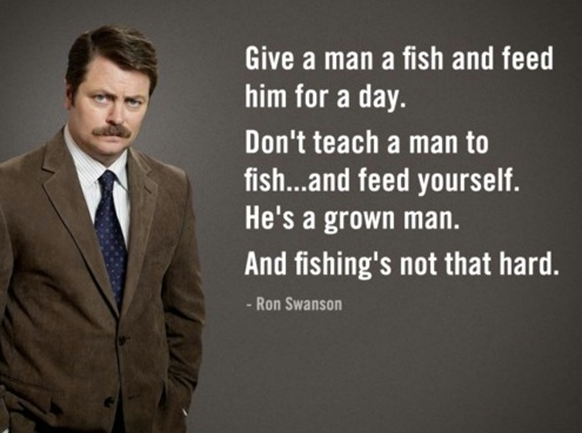 Give a man a fish and feed
him for a day.
Don't teach a man to
fish...and feed yourself.
He's a grown man.
And fishing's not that hard.
- Ron Swanson